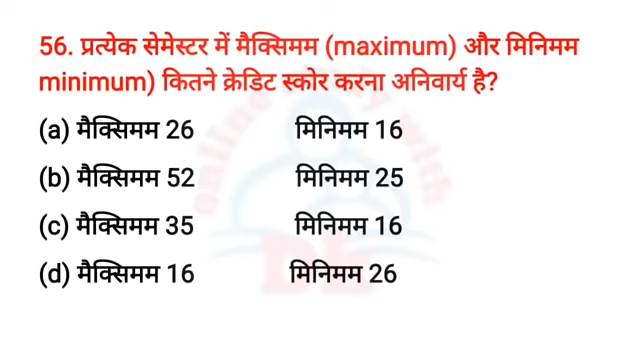 56. प्रत्येक सेमेस्टर में मैक्सिमम (maximum) और मिनिमम
minimum) कितने क्रेडिट स्कोर करना अनिवार्य है?
(a) मैक्सिमम 26 मिनिमम 16
(b) मैक्सिमम 52 मिनिमम 25
(c) मैक्सिमम 35 मिनिमम 16
(d) मैक्सिमम 16 मिनिमम 26